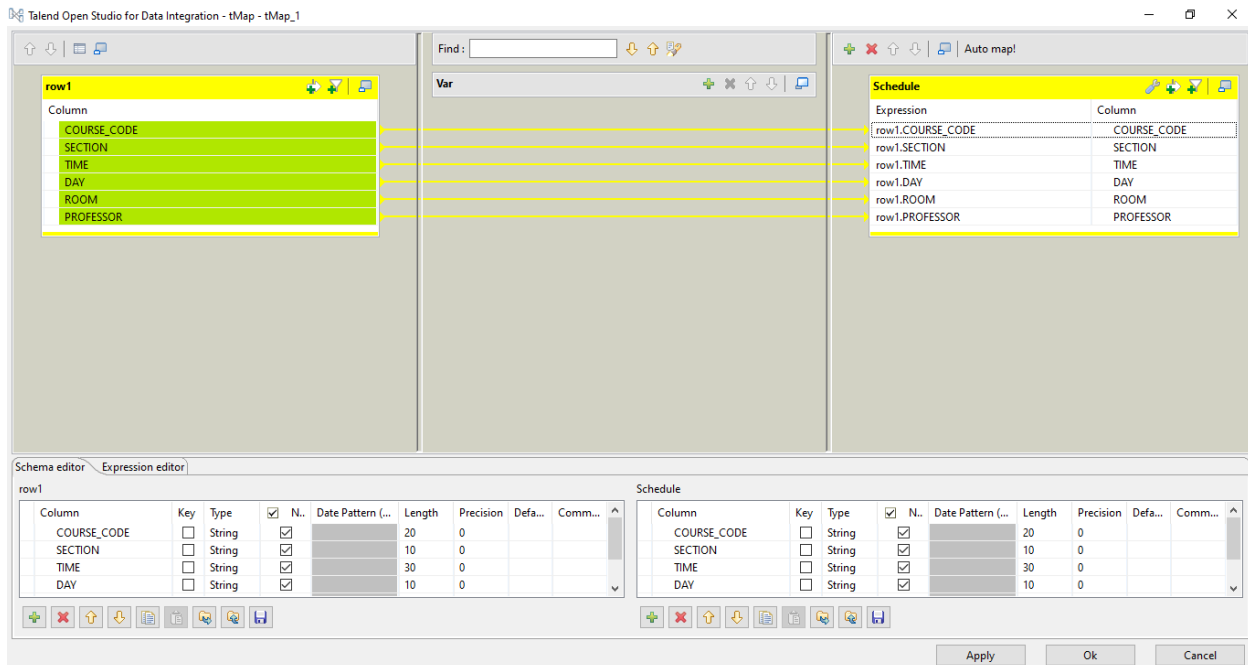 Talend Open Studio for Data Integration - tMap - tMap_1
Find :
Auto map!
row1
Var
Schedule
Column
Expression Column
COURSE_CODE
row1.COURSE_CODE COURSE_CODE
SECTION
row1.SECTION SECTION
TIME
row1.TIME TIME
DAY
row1.DAY DAY
ROOM
row1.ROOM ROOM
PROFESSOR
row1.PROFESSOR PROFESSOR
Schema editor Expression editor
row1
Column Key Type N.. Date Pattern (... Length Precision Defa... Comm...
COURSE_CODE String 20 0
SECTION String 10 0
TIME String 30 0
DAY String 10 0
Schedule
Column Key Type N.. Date Pattern (... Length Precision Defa... Comm...
COURSE_CODE String 20 0
SECTION String 10 0
TIME String 30 0
DAY String 10 0
Apply Ok Cancel